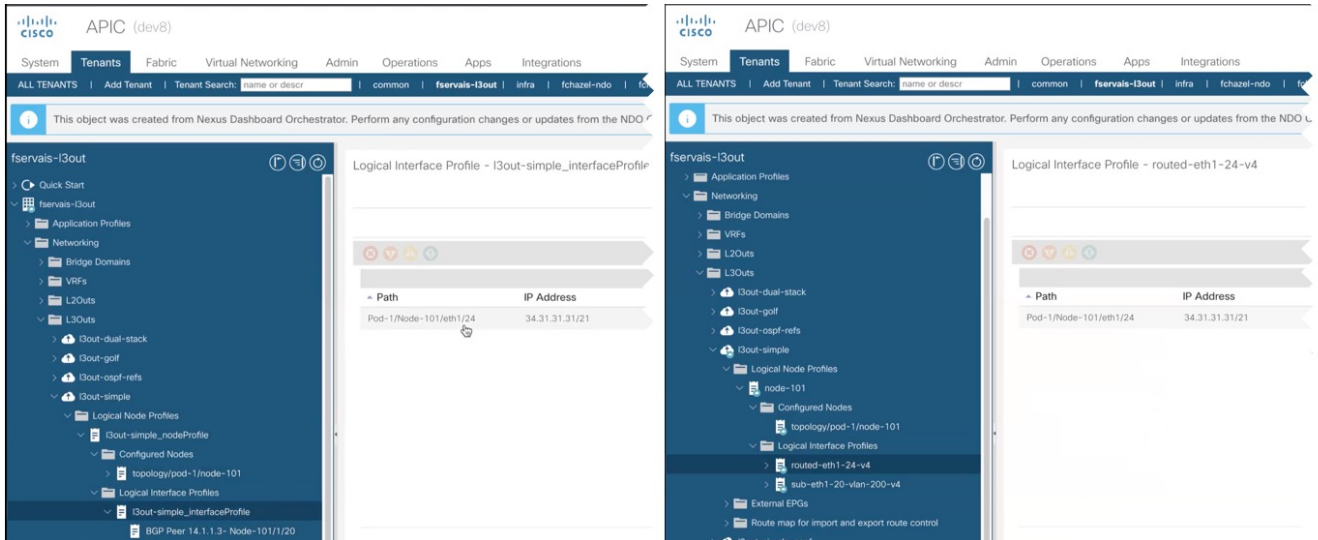 CISCO APIC (dev8)
System Tenants Fabric Virtual Networking Admin Operations Apps Integrations
ALL TENANTS | Add Tenant | Tenant Search: name or descr | common | fservais-l3out | infra | fchazel-ndo |
This object was created from Nexus Dashboard Orchestrator. Perform any configuration changes or updates from the NDO
fservais-l3out
Quick Start
fservais-l3out
Application Profiles
Networking
Bridge Domains
VRFs
L2Outs
L3Outs
l3out-dual-stack
l3out-golf
l3out-ospf-refs
l3out-simple
Logical Node Profiles
l3out-simple_nodeProfile
Configured Nodes
topology/pod-1/node-101
Logical Interface Profiles
l3out-simple_interfaceProfile
BGP Peer 14.1.1.3- Node-101/1/20
Logical Interface Profile - l3out-simple_interfaceProfile
Path IP Address
Pod-1/Node-101/eth1/24 34.31.31.31/21
CISCO APIC (dev8)
System Tenants Fabric Virtual Networking Admin Operations Apps Integrations
ALL TENANTS | Add Tenant | Tenant Search: name or descr | common | fservais-l3out | infra | fchazel-ndo |
This object was created from Nexus Dashboard Orchestrator. Perform any configuration changes or updates from the NDO
fservais-l3out
Application Profiles
Networking
Bridge Domains
VRFs
L2Outs
L3Outs
l3out-dual-stack
l3out-golf
l3out-ospf-refs
l3out-simple
Logical Node Profiles
node-101
Configured Nodes
topology/pod-1/node-101
Logical Interface Profiles
routed-eth1-24-v4
sub-eth1-20-vlan-200-v4
External EPGs
Route map for import and export route control
Logical Interface Profile - routed-eth1-24-v4
Path IP Address
Pod-1/Node-101/eth1/24 34.31.31.31/21